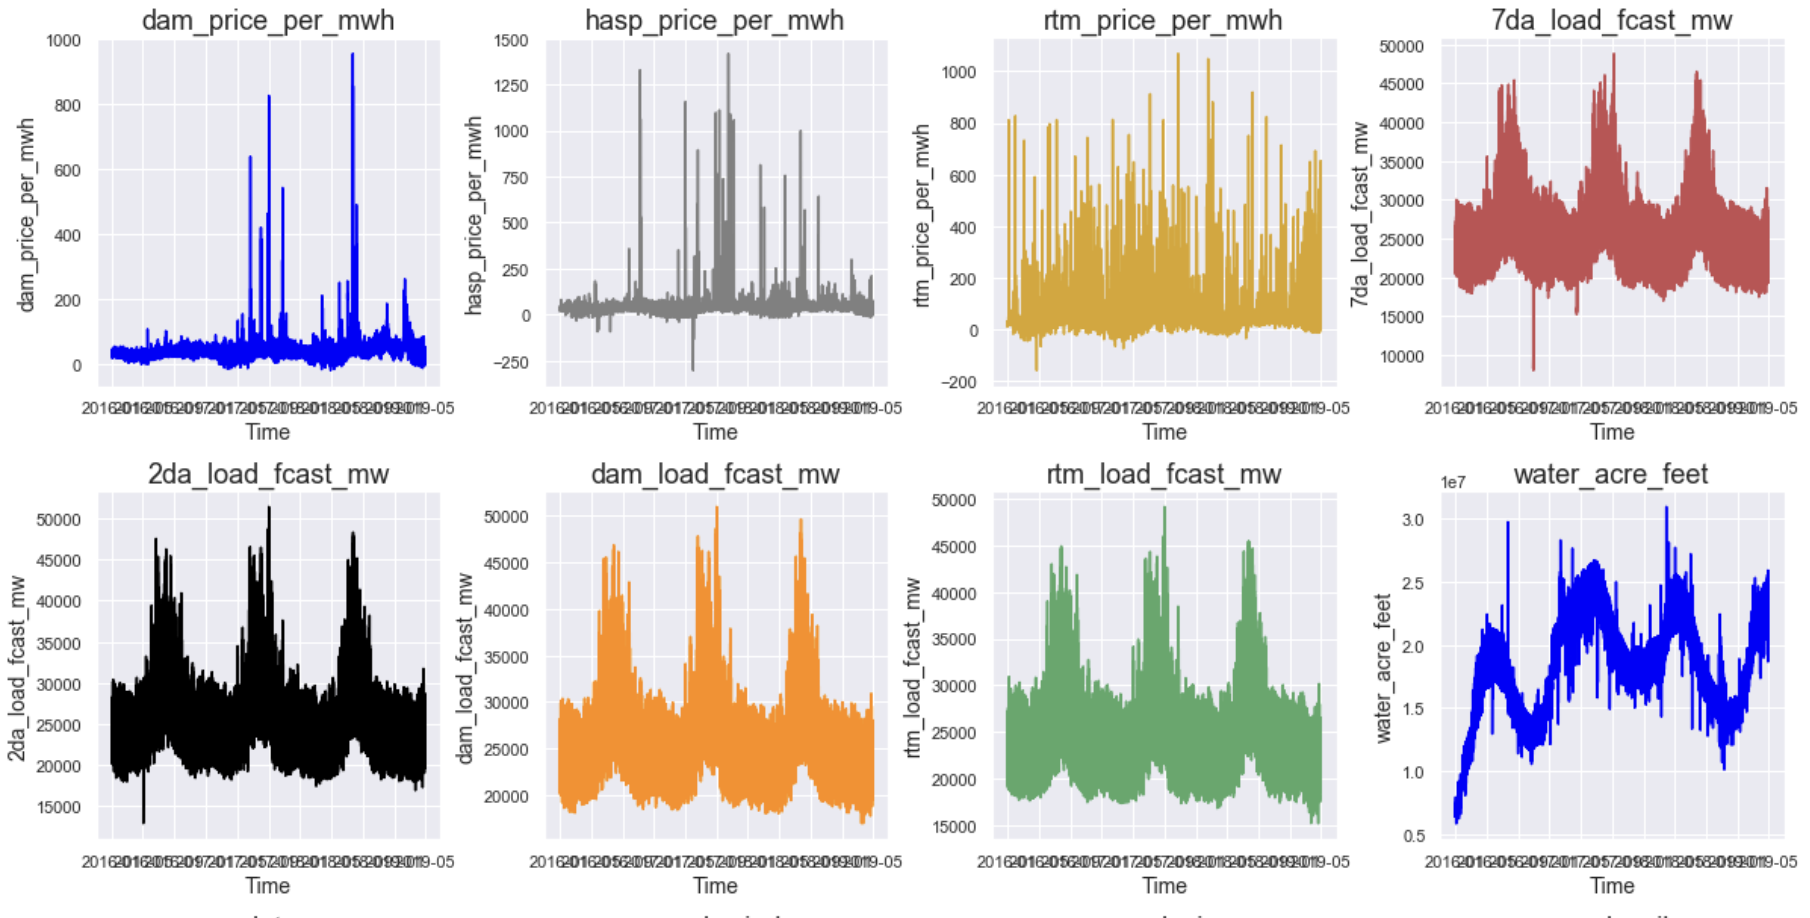 dam_price_per_mwh
dam_price_per_mwh
1000
800
600
400
200
0
Time
hasp_price_per_mwh
hasp_price_per_mwh
1500
1250
1000
750
500
250
0
−250
Time
rtm_price_per_mwh
rtm_price_per_mwh
1000
800
600
400
200
0
−200
Time
7da_load_fcast_mw
7da_load_fcast_mw
50000
45000
40000
35000
30000
25000
20000
15000
10000
Time
2da_load_fcast_mw
2da_load_fcast_mw
50000
45000
40000
35000
30000
25000
20000
15000
Time
dam_load_fcast_mw
dam_load_fcast_mw
50000
45000
40000
35000
30000
25000
20000
Time
rtm_load_fcast_mw
rtm_load_fcast_mw
50000
45000
40000
35000
30000
25000
20000
15000
Time
water_acre_feet
water_acre_feet
1e7
3.0
2.5
2.0
1.5
1.0
0.5
Time